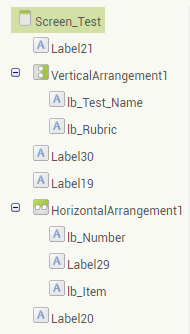 Screen_Test
Label21
VerticalArrangement1
lb_Test_Name
lb_Rubric
Label30
Label19
HorizontalArrangement1
lb_Number
Label29
lb_Item
Label20